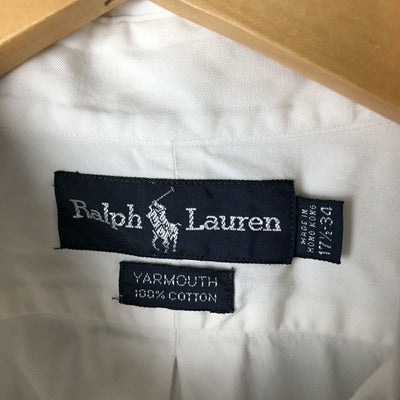 Ralph Lauren
MADE IN
HONG KONG
17½-34
YARMOUTH
100% COTTON